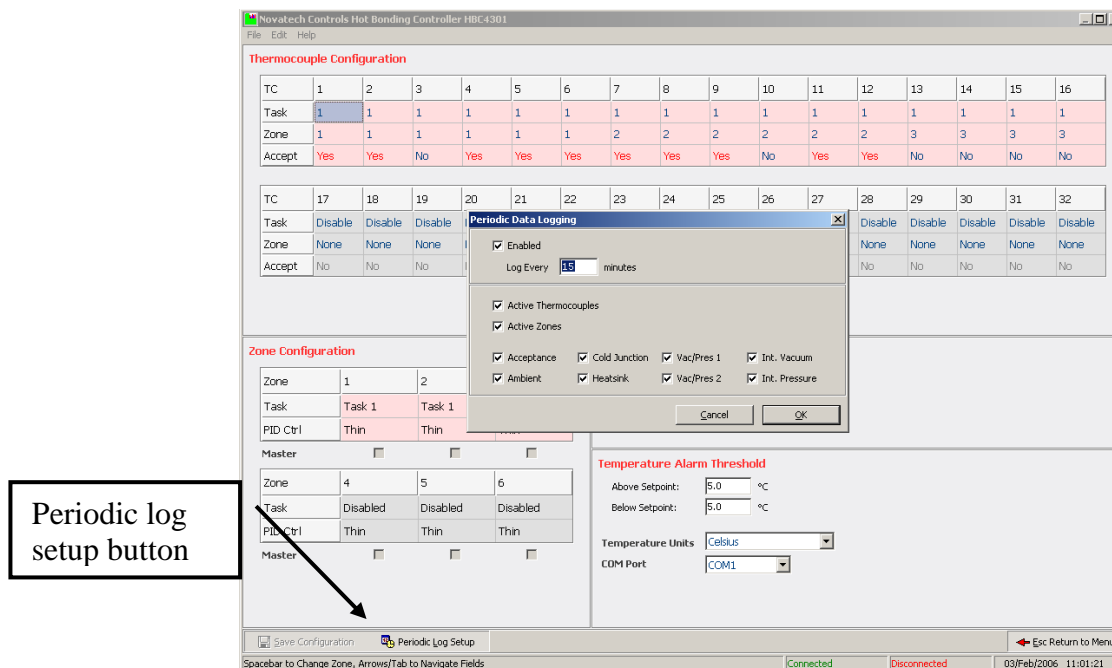 Novatech Controls Hot Bonding Controller HBC4301
File Edit Help
Thermocouple Configuration
TC 1 2 3 4 5 6 7 8 9 10 11 12 13 14 15 16
Task 1 1 1 1 1 1 1 1 1 1 1 1 1 1 1 1
Zone 1 1 1 1 1 1 2 2 2 2 2 2 3 3 3 3
Accept Yes Yes No Yes Yes Yes Yes Yes Yes No Yes Yes No No No No
TC 17 18 19 20 21 22 23 24 25 26 27 28 29 30 31 32
Task Disable Disable Disable Disable Disable Disable Disable Disable
Zone None None None None None None None None
Accept No No No No No No No No
Periodic Data Logging
Enabled
Log Every 15 minutes
Active Thermocouples
Active Zones
Acceptance Cold Junction Vac/Pres 1 Int. Vacuum
Ambient Heatsink Vac/Pres 2 Int. Pressure
Cancel OK
Zone Configuration
Zone 1 2
Task Task 1 Task 1
PID Ctrl Thin Thin Thin
Master
Zone 4 5 6
Task Disabled Disabled Disabled
PID Ctrl Thin Thin Thin
Master
Temperature Alarm Threshold
Above Setpoint: 5.0 °C
Below Setpoint: 5.0 °C
Temperature Units Celsius
COM Port COM1
Periodic log
setup button
Save Configuration Periodic Log Setup Esc Return to Menu
Spacebar to Change Zone, Arrows/Tab to Navigate Fields Connected Disconnected 03/Feb/2006 11:01:21